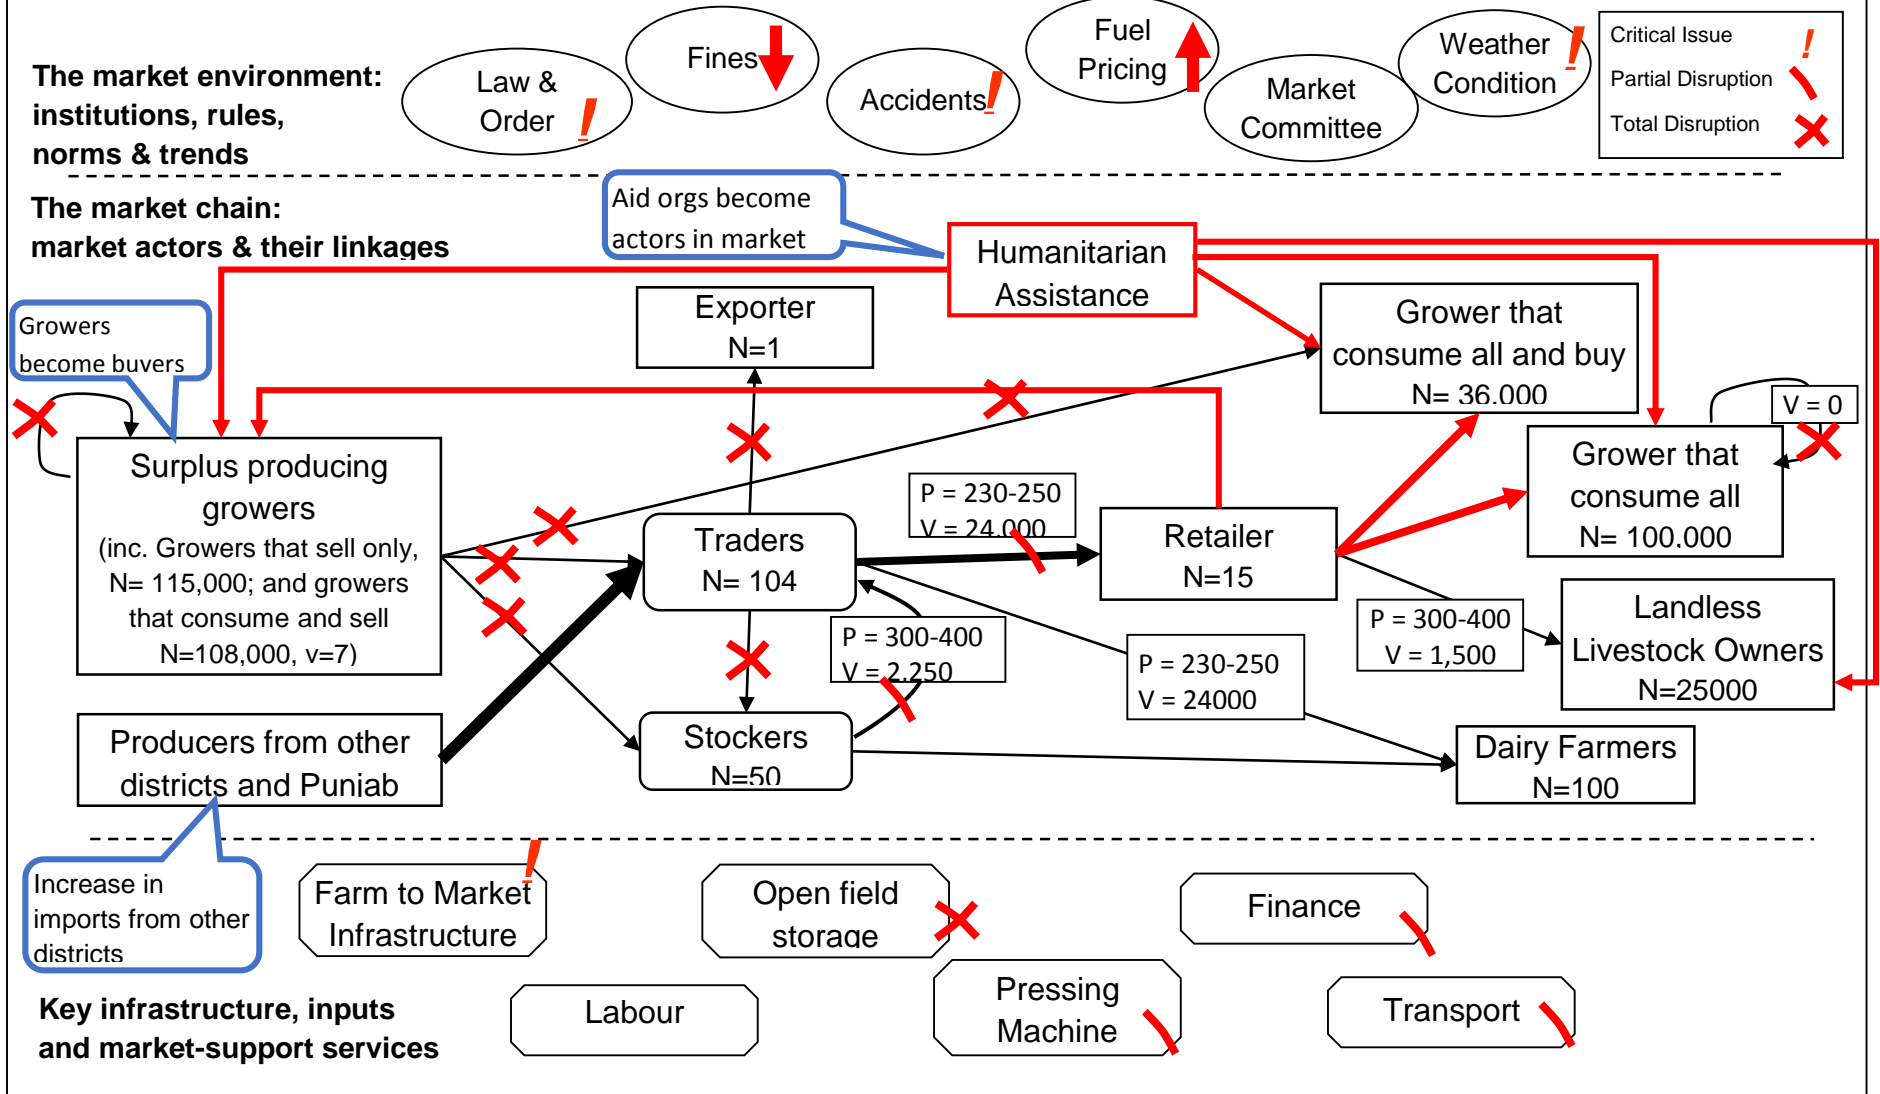 The market environment:
institutions, rules,
norms & trends
Law &
Order
!
Fines
Accidents
!
Fuel
Pricing
Market
Committee
Weather
Condition
!
Critical Issue
!
Partial Disruption
Total Disruption
The market chain:
market actors & their linkages
Aid orgs become
actors in market
Humanitarian
Assistance
Growers
become buyers
Exporter
N=1
Grower that
consume all and buy
N= 36,000
V = 0
Surplus producing
growers
(inc. Growers that sell only,
N= 115,000; and growers
that consume and sell
N=108,000, v=7)
Traders
N= 104
P = 230-250
V = 24,000
Retailer
N=15
Grower that
consume all
N= 100,000
P = 300-400
V = 2,250
P = 230-250
V = 24000
P = 300-400
V = 1,500
Landless
Livestock Owners
N=25000
Producers from other
districts and Punjab
Stockers
N=50
Dairy Farmers
N=100
Increase in
imports from other
districts
Farm to Market
Infrastructure
!
Open field
storage
Finance
Key infrastructure, inputs
and market-support services
Labour
Pressing
Machine
Transport